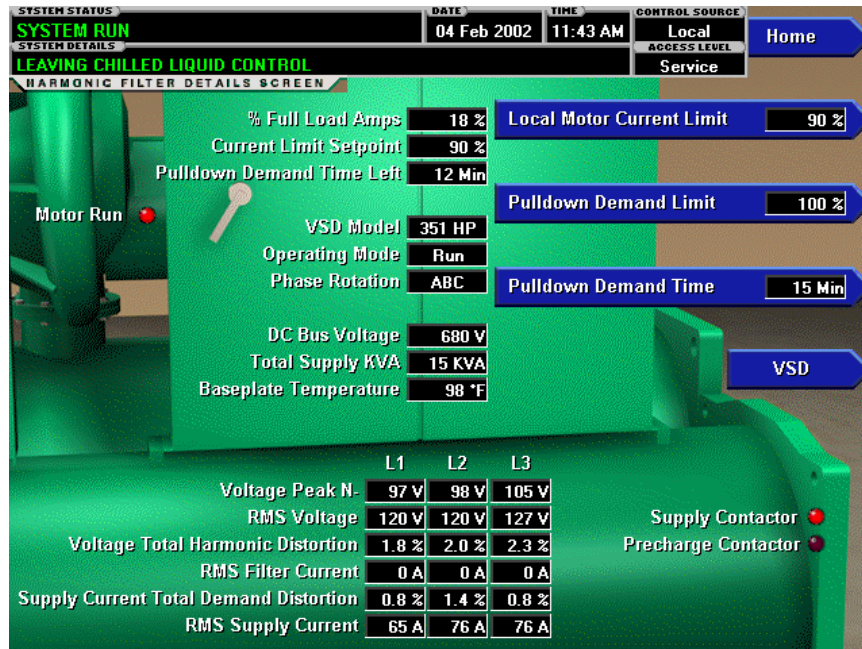 SYSTEM STATUS
SYSTEM RUN
DATE
04 Feb 2002
TIME
11:43 AM
CONTROL SOURCE
Local
Home
SYSTEM DETAILS
LEAVING CHILLED LIQUID CONTROL
ACCESS LEVEL
Service
HARMONIC FILTER DETAILS SCREEN
% Full Load Amps 18 %
Local Motor Current Limit 90 %
Current Limit Setpoint 90 %
Pulldown Demand Time Left 12 Min
Pulldown Demand Limit 100 %
Motor Run
VSD Model 351 HP
Operating Mode Run
Phase Rotation ABC
Pulldown Demand Time 15 Min
DC Bus Voltage 680 V
Total Supply KVA 15 KVA
VSD
Baseplate Temperature 98 °F
L1 L2 L3
Voltage Peak N- 97 V 98 V 105 V
RMS Voltage 120 V 120 V 127 V
Supply Contactor
Voltage Total Harmonic Distortion 1.8 % 2.0 % 2.3 %
Precharge Contactor
RMS Filter Current 0 A 0 A 0 A
Supply Current Total Demand Distortion 0.8 % 1.4 % 0.8 %
RMS Supply Current 65 A 76 A 76 A